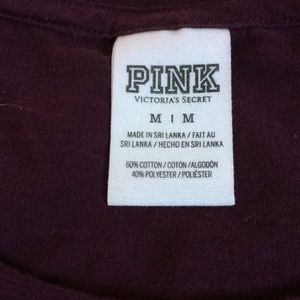 PINK
VICTORIA'S SECRET
M | M
MADE IN SRI LANKA / FAIT AU
SRI LANKA / HECHO EN SRI LANKA
60% COTTON / COTON / ALGODÓN
40% POLYESTER / POLIÉSTER